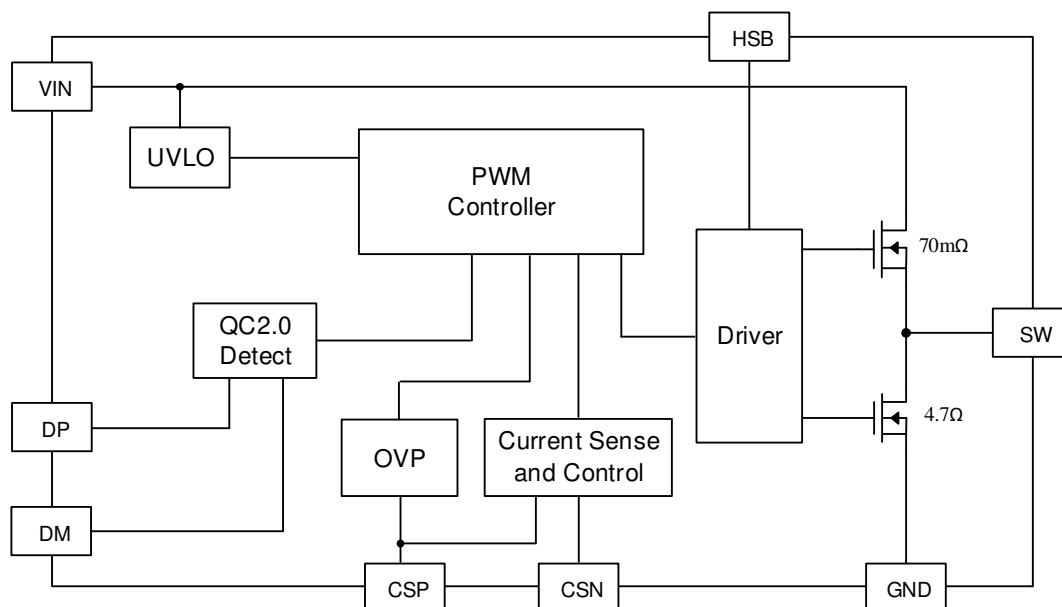 HSB
VIN
UVLO
PWM
Controller
70mΩ
QC2.0
Detect
Driver
SW
DP
4.7Ω
OVP
Current Sense
and Control
DM
CSP
CSN
GND